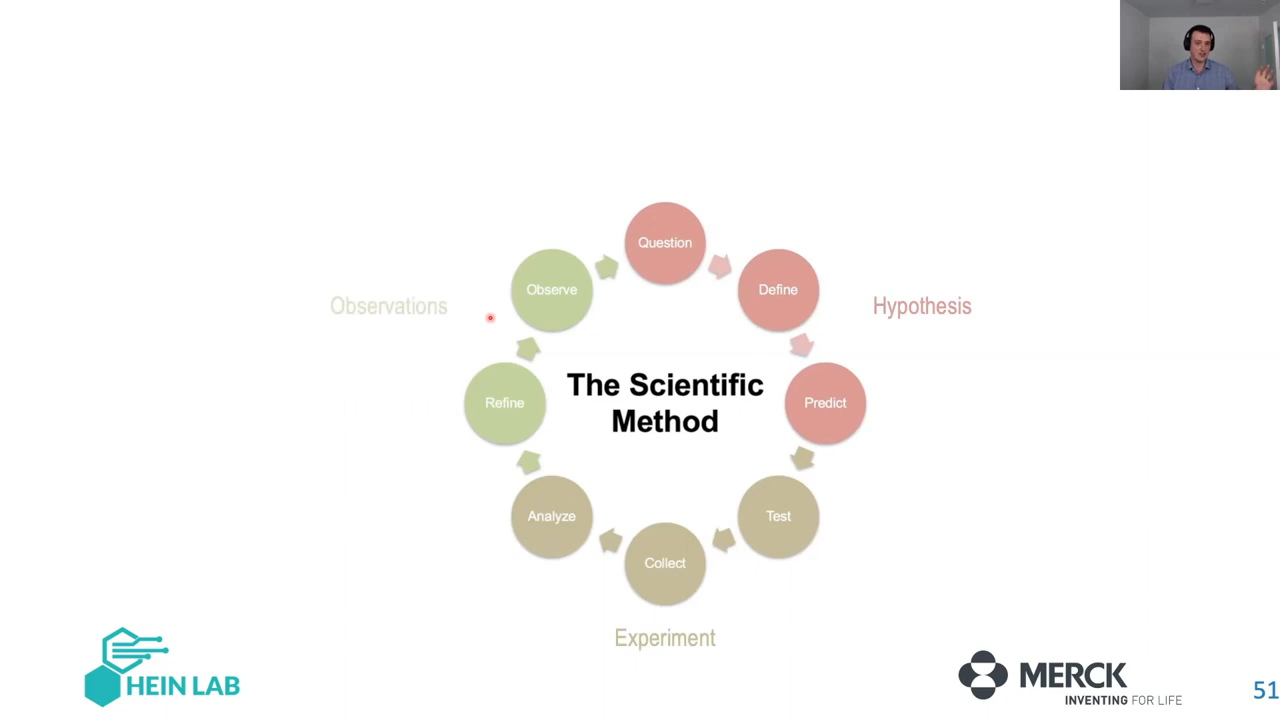 Question
Observe
Define
Observations
Hypothesis
The Scientific
Method
Refine
Predict
Analyze
Test
Collect
Experiment
HEIN LAB
MERCK
INVENTING FOR LIFE
51